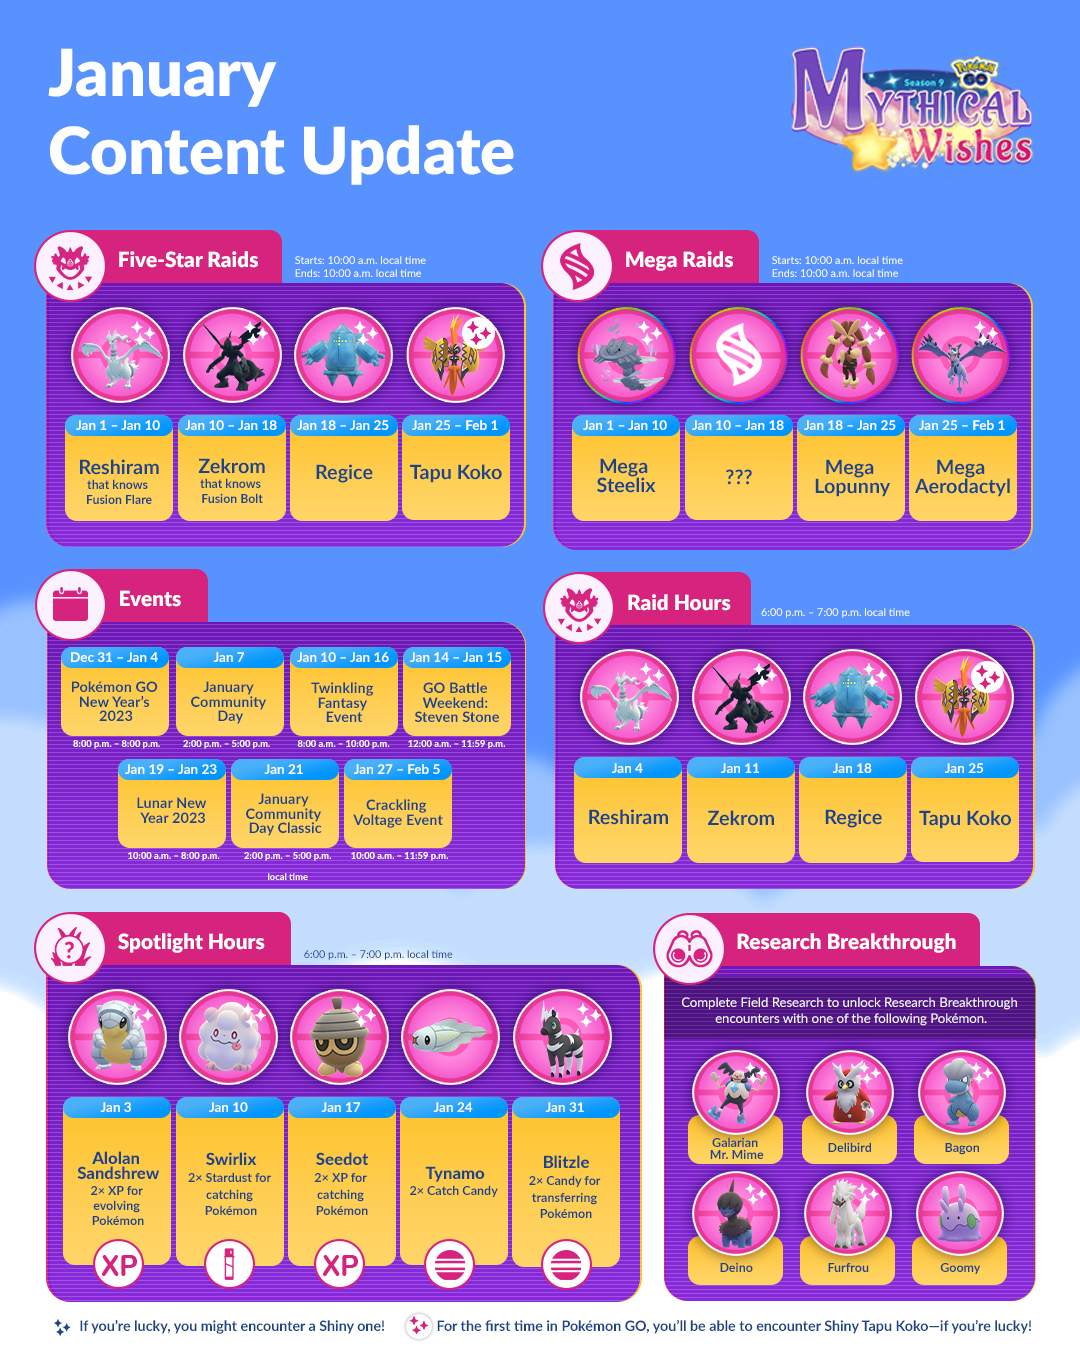 January
Content Update
Pokémon GO
Season 9
Mythical
Wishes
Five-Star Raids
Starts: 10:00 a.m. local time
Ends: 10:00 a.m. local time
Jan 1 – Jan 10
Reshiram
that knows
Fusion Flare
Jan 10 – Jan 18
Zekrom
that knows
Fusion Bolt
Jan 18 – Jan 25
Regice
Jan 25 – Feb 1
Tapu Koko
Mega Raids
Starts: 10:00 a.m. local time
Ends: 10:00 a.m. local time
Jan 1 – Jan 10
Mega
Steelix
Jan 10 – Jan 18
???
Jan 18 – Jan 25
Mega
Lopunny
Jan 25 – Feb 1
Mega
Aerodactyl
Events
Dec 31 – Jan 4
Pokémon GO
New Year's
2023
8:00 p.m. – 8:00 p.m.
Jan 7
January
Community
Day
2:00 p.m. – 5:00 p.m.
Jan 10 – Jan 16
Twinkling
Fantasy
Event
8:00 a.m. – 10:00 p.m.
Jan 14 – Jan 15
GO Battle
Weekend:
Steven Stone
12:00 a.m. – 11:59 p.m.
Jan 19 – Jan 23
Lunar New
Year 2023
10:00 a.m. – 8:00 p.m.
Jan 21
January
Community
Day Classic
2:00 p.m. – 5:00 p.m.
Jan 27 – Feb 5
Crackling
Voltage Event
10:00 a.m. – 11:59 p.m.
local time
Raid Hours
6:00 p.m. – 7:00 p.m. local time
Jan 4
Reshiram
Jan 11
Zekrom
Jan 18
Regice
Jan 25
Tapu Koko
Spotlight Hours
6:00 p.m. – 7:00 p.m. local time
Jan 3
Alolan
Sandshrew
2× XP for
evolving
Pokémon
XP
Jan 10
Swirlix
2× Stardust for
catching
Pokémon
Jan 17
Seedot
2× XP for
catching
Pokémon
XP
Jan 24
Tynamo
2× Catch Candy
Jan 31
Blitzle
2× Candy for
transferring
Pokémon
Research Breakthrough
Complete Field Research to unlock Research Breakthrough
encounters with one of the following Pokémon.
Galarian
Mr. Mime
Delibird
Bagon
Deino
Furfrou
Goomy
If you're lucky, you might encounter a Shiny one!
For the first time in Pokémon GO, you'll be able to encounter Shiny Tapu Koko—if you're lucky!